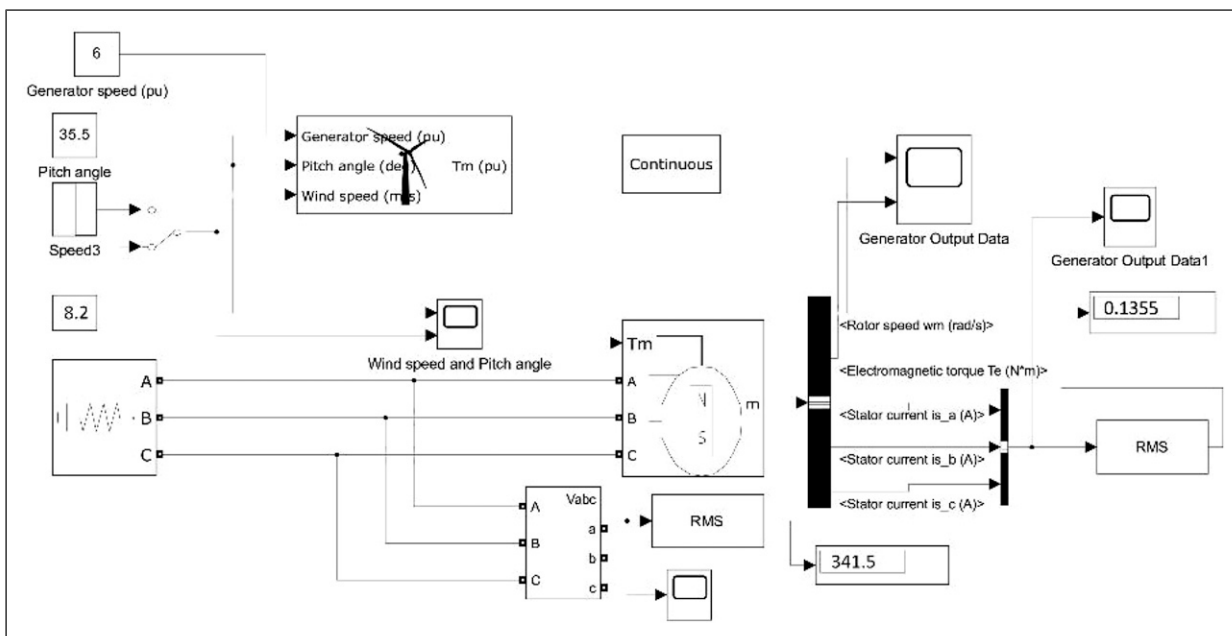 6
Generator speed (pu)
35.5
Pitch angle
Speed3
8.2
Generator speed (pu)
Pitch angle (deg)
Tm (pu)
Wind speed (m/s)
Continuous
Generator Output Data
Generator Output Data1
0.1355
Wind speed and Pitch angle
A
B
C
Tm
A
B
C
N
S
m
<Rotor speed wm (rad/s)>
<Electromagnetic torque Te (N*m)>
<Stator current is_a (A)>
<Stator current is_b (A)>
<Stator current is_c (A)>
RMS
Vabc
A
a
B
b
C
c
RMS
341.5